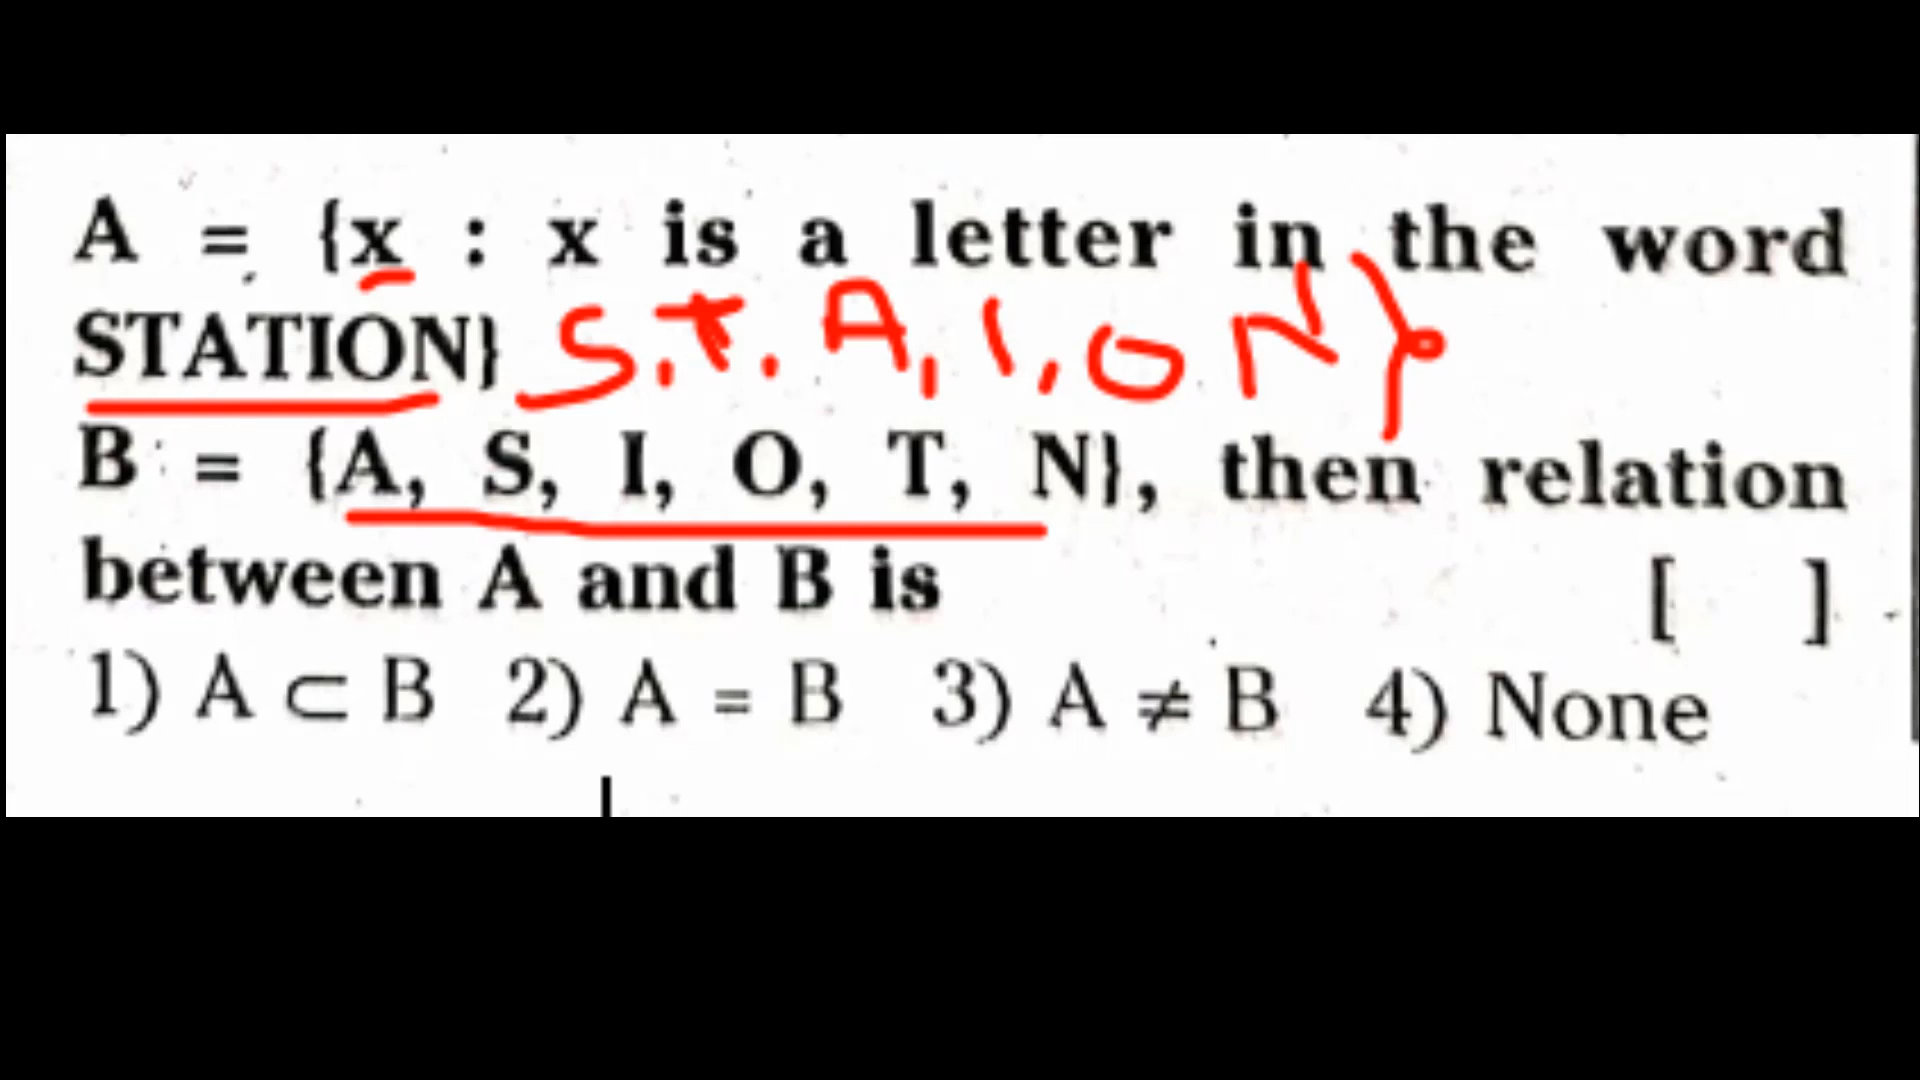 A = {x : x is a letter in the word
STATION} S, T, A, I, O N}
B = {A, S, I, O, T, N}, then relation
between A and B is [ ]
1) A ⊂ B 2) A = B 3) A ≠ B 4) None